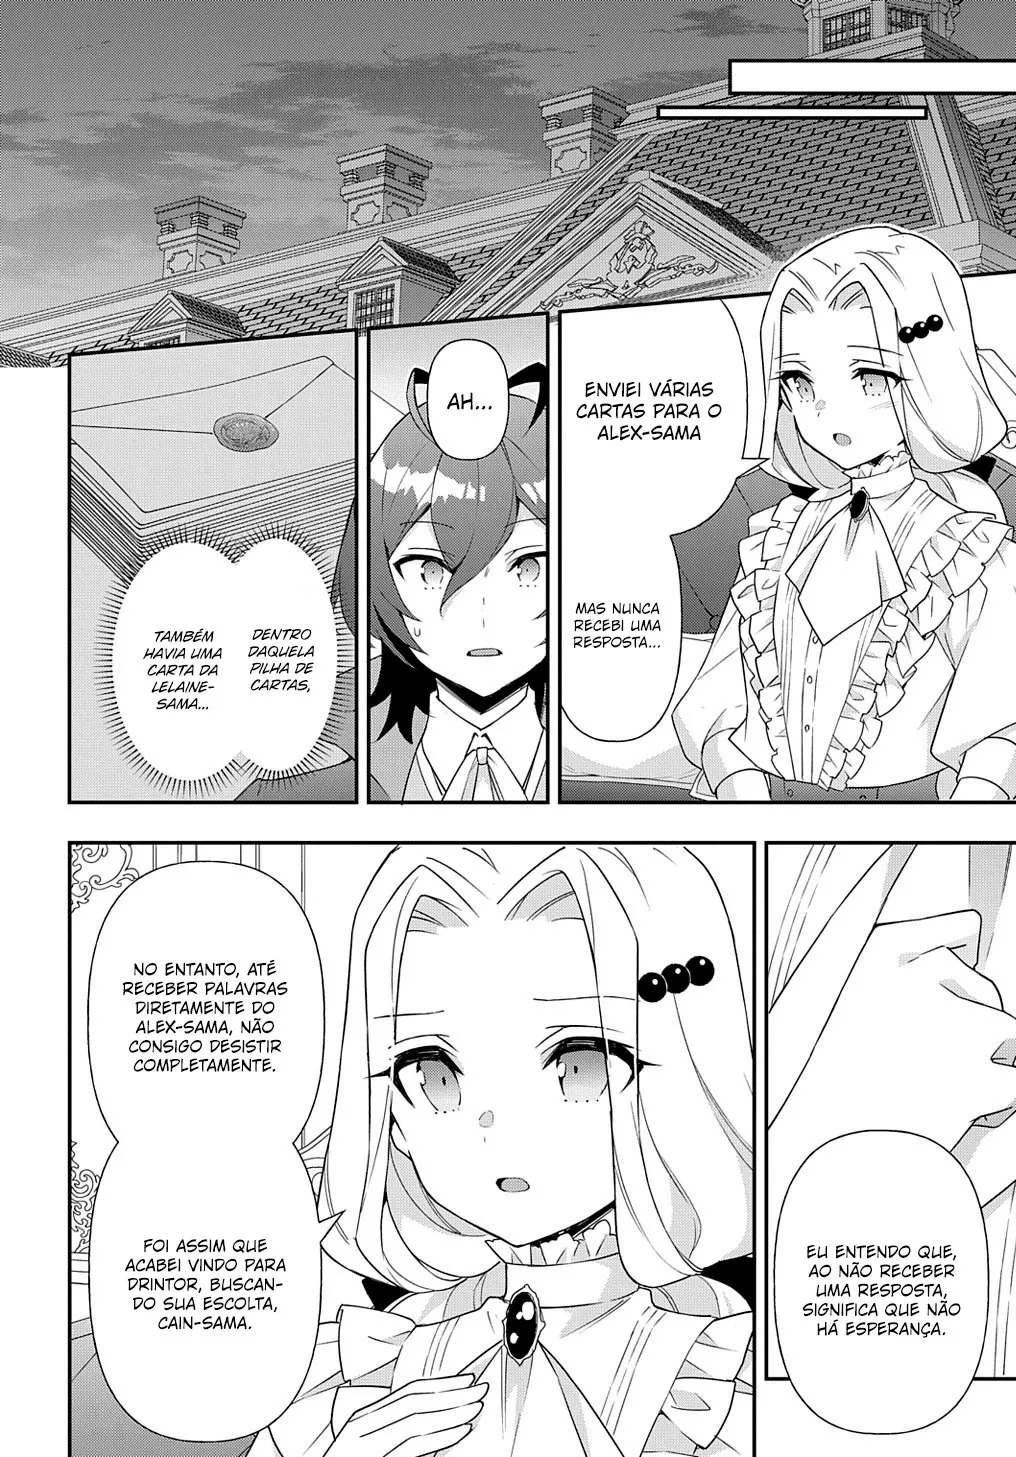 ENVIEI VÁRIAS
CARTAS PARA O
ALEX-SAMA
MAS NUNCA
RECEBI UMA
RESPOSTA...
AH...
DENTRO
DAQUELA
PILHA DE
CARTAS,
TAMBÉM
HAVIA UMA
CARTA DA
LELAINE-
SAMA...
EU ENTENDO QUE,
AO NÃO RECEBER
UMA RESPOSTA,
SIGNIFICA QUE NÃO
HÁ ESPERANÇA.
NO ENTANTO, ATÉ
RECEBER PALAVRAS
DIRETAMENTE DO
ALEX-SAMA, NÃO
CONSIGO DESISTIR
COMPLETAMENTE.
FOI ASSIM QUE
ACABEI VINDO PARA
DRINTOR, BUSCAN-
DO SUA ESCOLTA,
CAIN-SAMA.